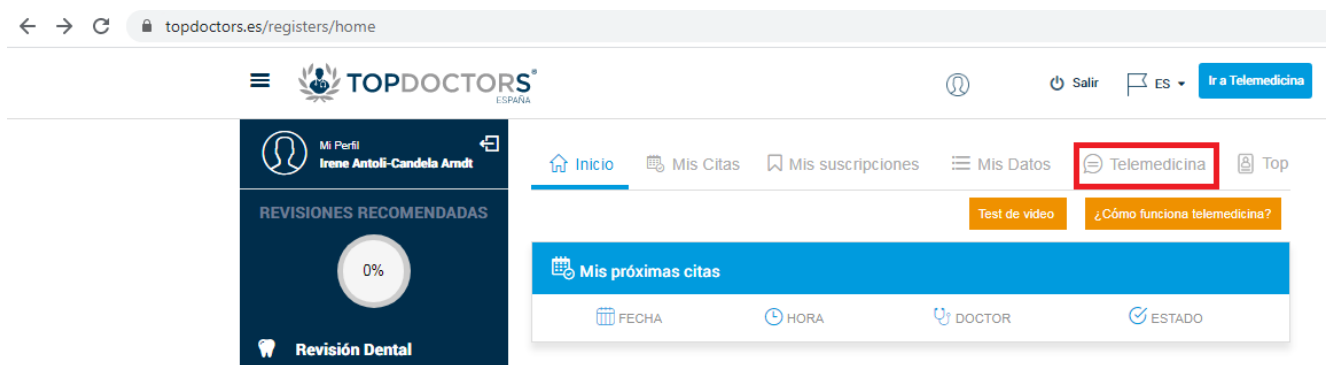 topdoctors.es/registers/home
TOPDOCTORS®
ESPAÑA
Salir
ES
Ir a Telemedicina
Mi Perfil
Irene Antoli-Candela Arndt
Inicio
Mis Citas
Mis suscripciones
Mis Datos
Telemedicina
Top
REVISIONES RECOMENDADAS
Test de video
¿Cómo funciona telemedicina?
0%
Mis próximas citas
FECHA
HORA
DOCTOR
ESTADO
Revisión Dental